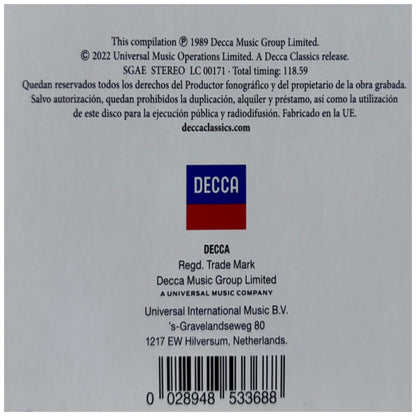 This compilation ℗ 1989 Decca Music Group Limited.
© 2022 Universal Music Operations Limited. A Decca Classics release.
SGAE STEREO LC 00171 · Total timing: 118.59
Quedan reservados todos los derechos del Productor fonográfico y del propietario de la obra grabada.
Salvo autorización, quedan prohibidos la duplicación, alquiler y préstamo, así como la utilización
de este disco para la ejecución pública y radiodifusión. Fabricado en la UE.
deccaclassics.com
DECCA
DECCA
Regd. Trade Mark
Decca Music Group Limited
A UNIVERSAL MUSIC COMPANY
Universal International Music B.V.
's-Gravelandseweg 80
1217 EW Hilversum, Netherlands.
0 028948 533688